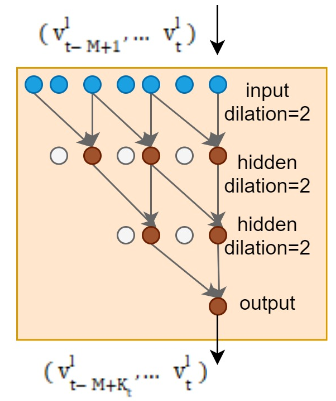 (v^l_{t-M+1},... v^l_t)
input
dilation=2
hidden
dilation=2
hidden
dilation=2
output
(v^l_{t-M+K_t},... v^l_t)